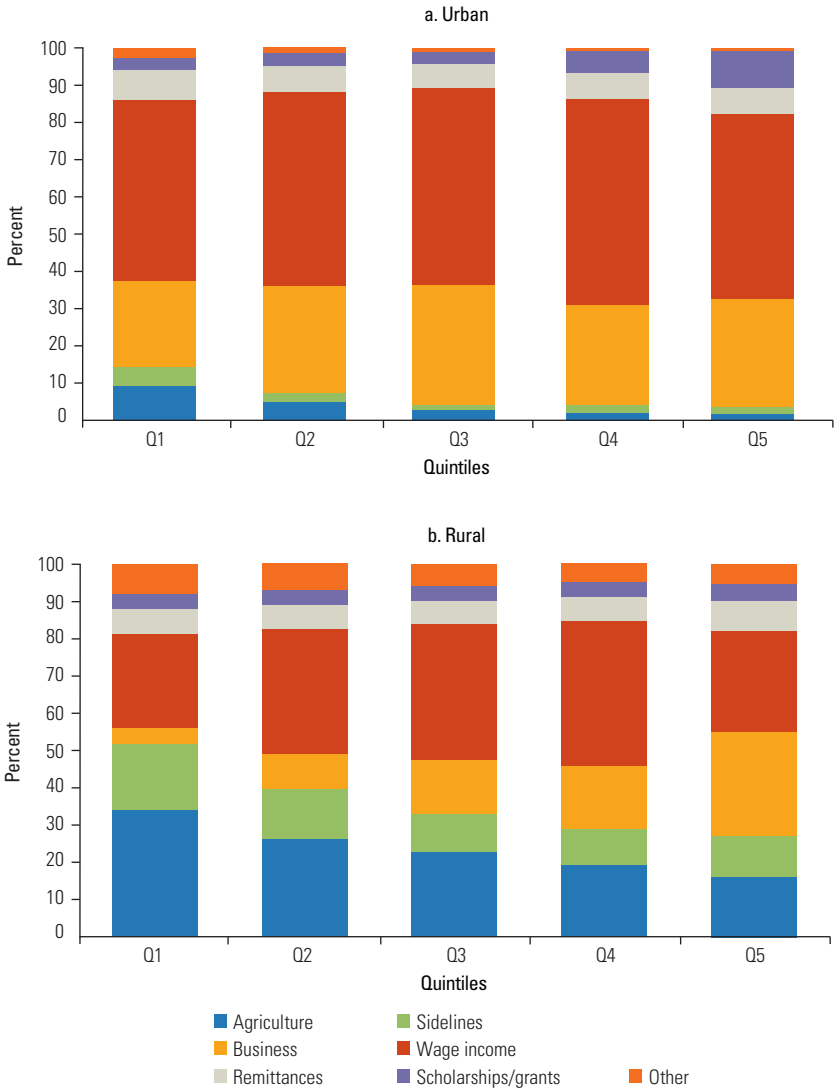 a. Urban
100
90
80
70
60
50
40
30
20
10
0
Percent
Q1 Q2 Q3 Q4 Q5
Quintiles
b. Rural
100
90
80
70
60
50
40
30
20
10
0
Percent
Q1 Q2 Q3 Q4 Q5
Quintiles
Agriculture Sidelines
Business Wage income
Remittances Scholarships/grants Other